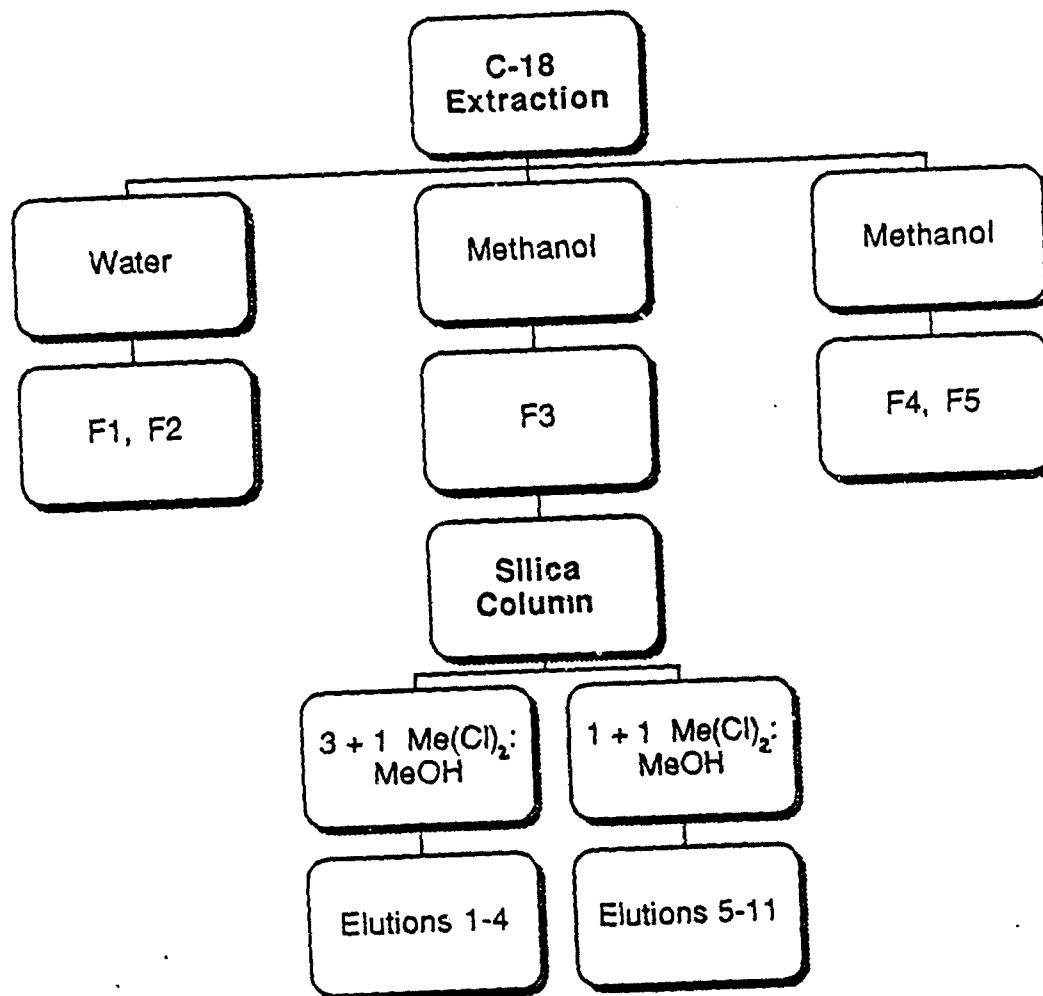 C-18
Extraction
Water
Methanol
Methanol
F1, F2
F3
F4, F5
Silica
Column
3 + 1 Me(Cl)₂:
MeOH
1 + 1 Me(Cl)₂:
MeOH
Elutions 1-4
Elutions 5-11